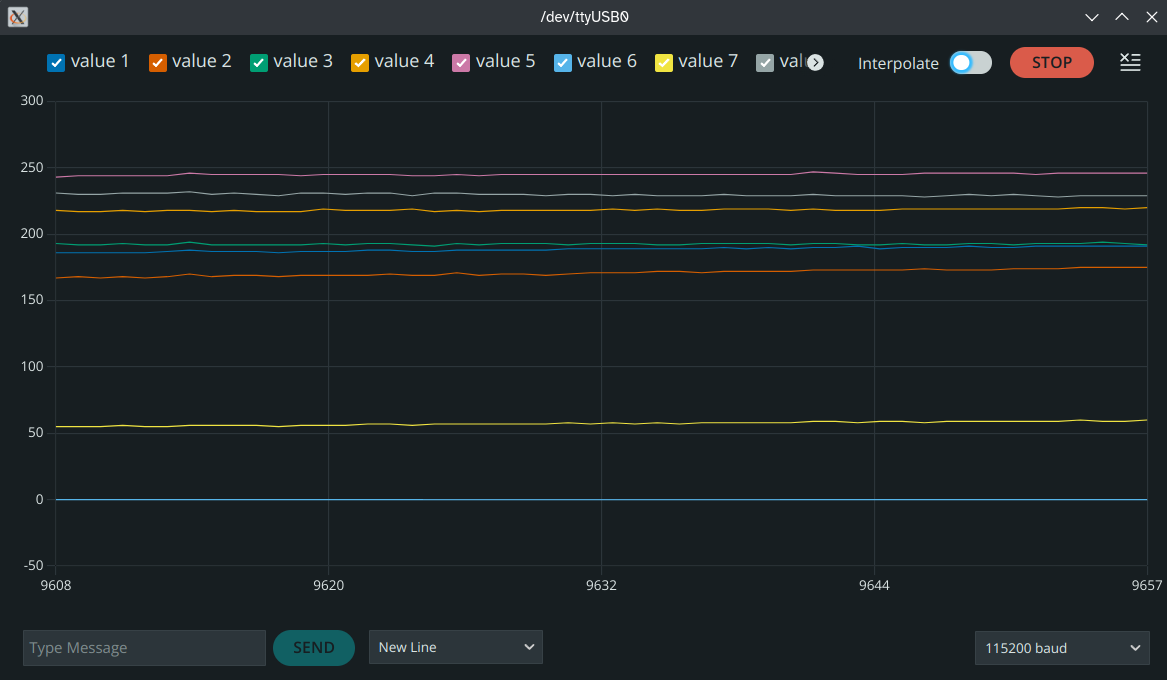 /dev/ttyUSB0
value 1 value 2 value 3 value 4 value 5 value 6 value 7 val Interpolate STOP
300
250
200
150
100
50
0
-50
9608 9620 9632 9644 9657
Type Message SEND New Line 115200 baud